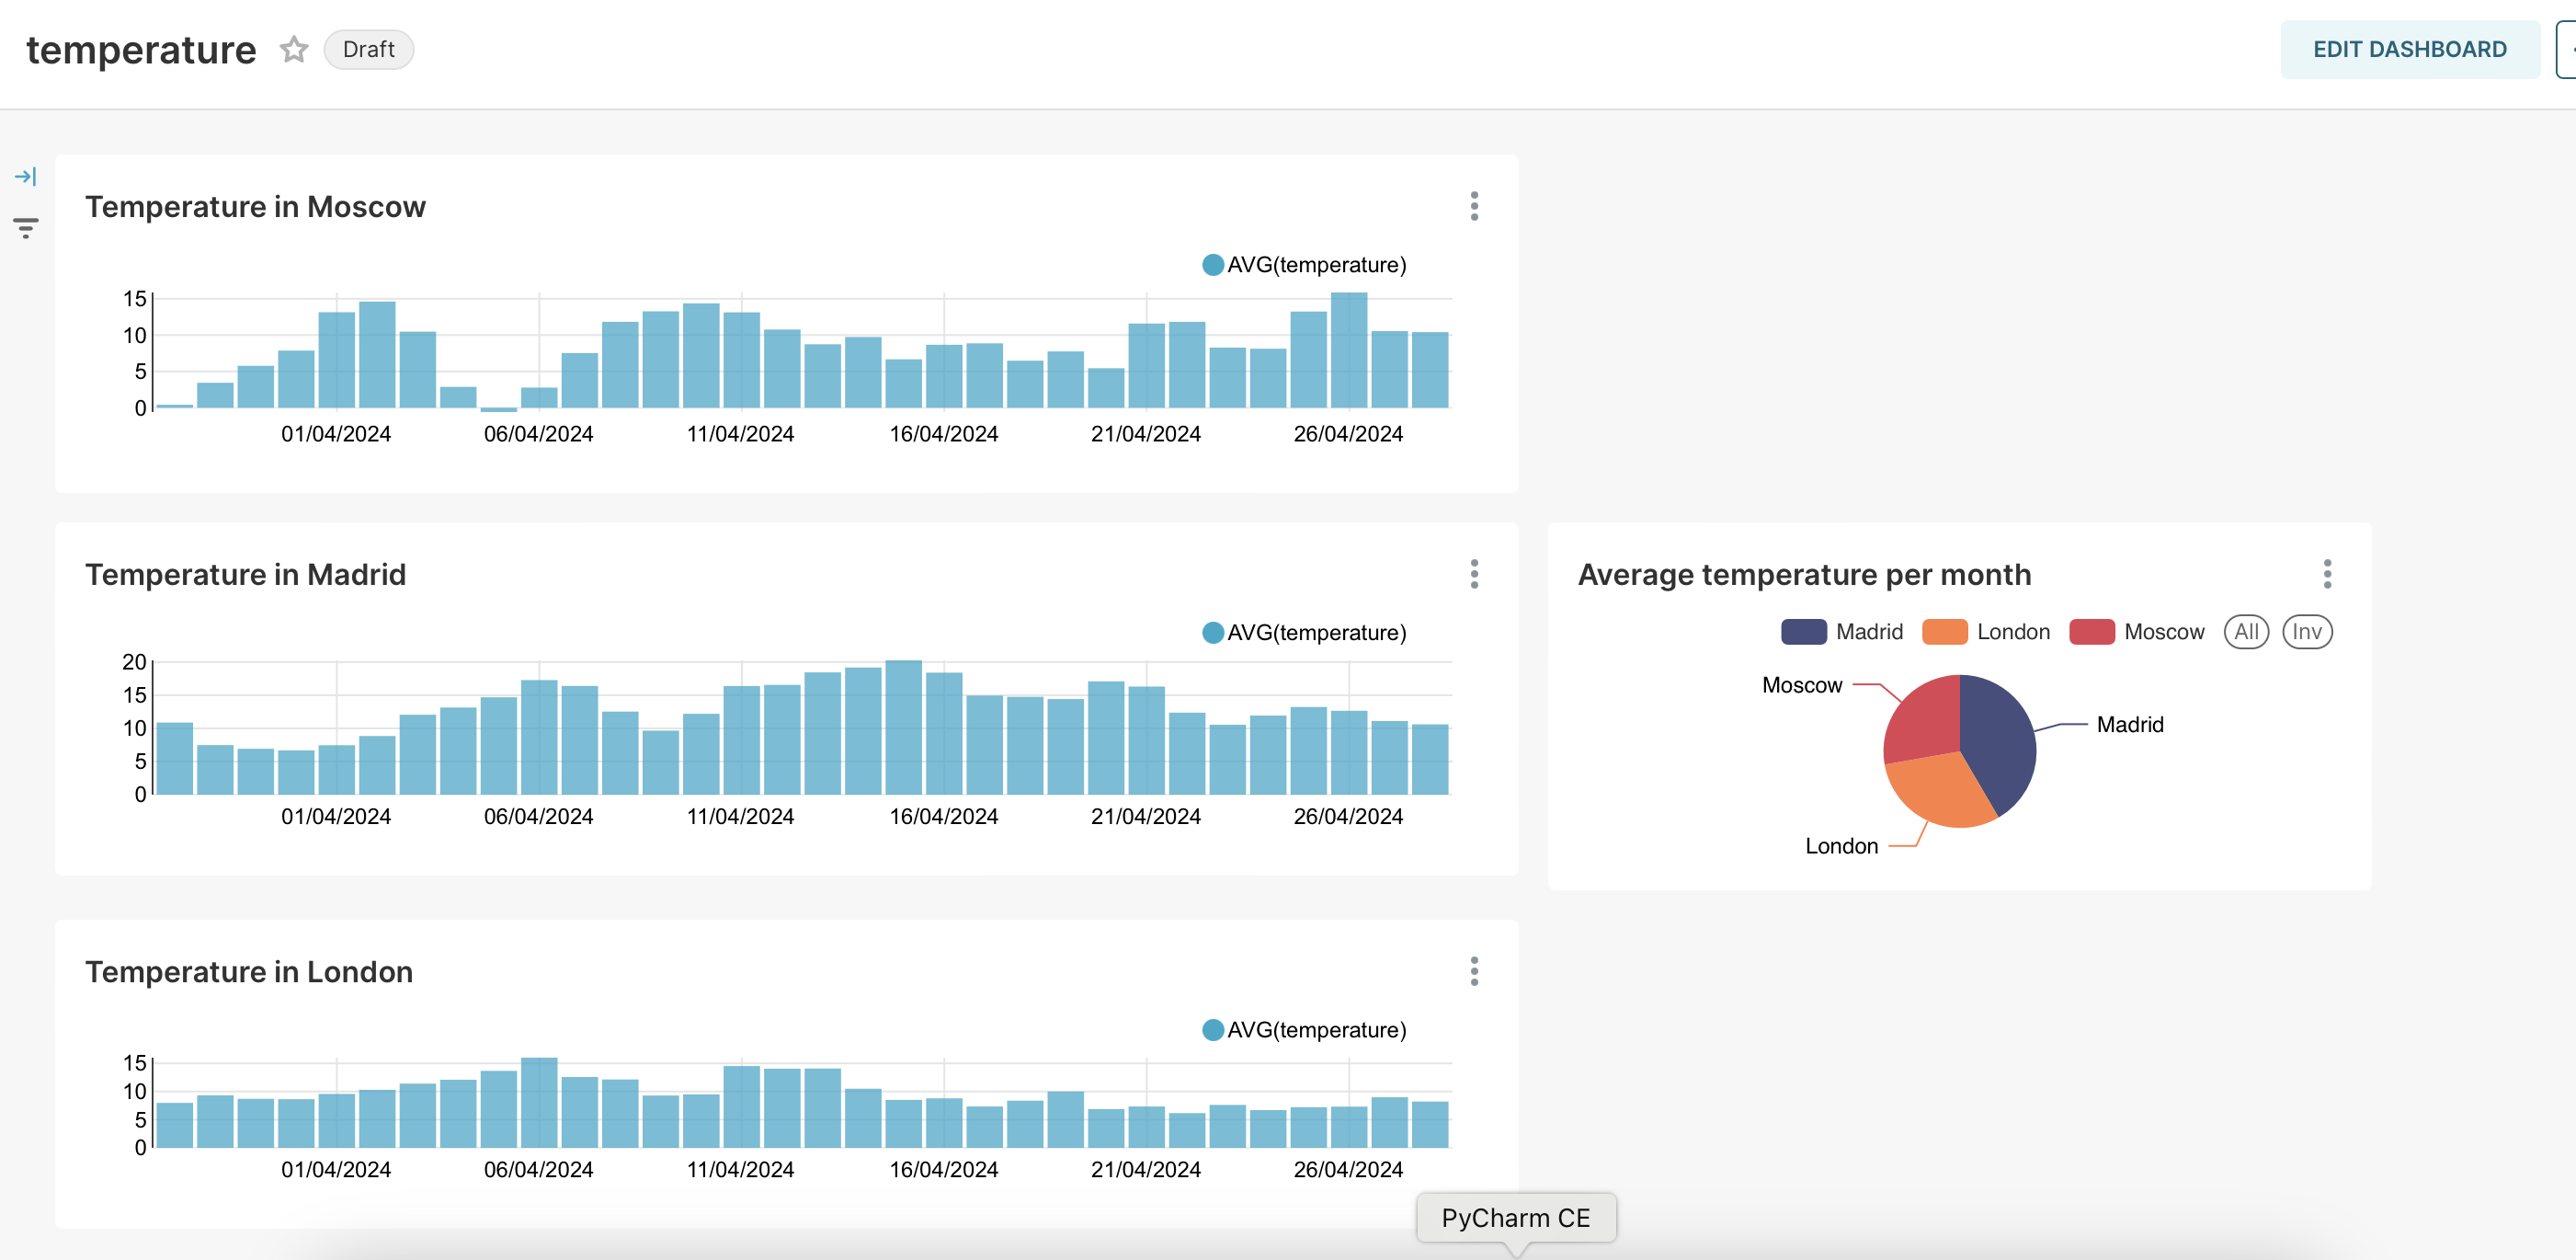 temperature Draft EDIT DASHBOARD
Temperature in Moscow
AVG(temperature)
15
10
5
0
01/04/2024 06/04/2024 11/04/2024 16/04/2024 21/04/2024 26/04/2024
Temperature in Madrid
AVG(temperature)
20
15
10
5
0
01/04/2024 06/04/2024 11/04/2024 16/04/2024 21/04/2024 26/04/2024
Average temperature per month
Madrid London Moscow All Inv
Moscow
Madrid
London
Temperature in London
AVG(temperature)
15
10
5
0
01/04/2024 06/04/2024 11/04/2024 16/04/2024 21/04/2024 26/04/2024
PyCharm CE